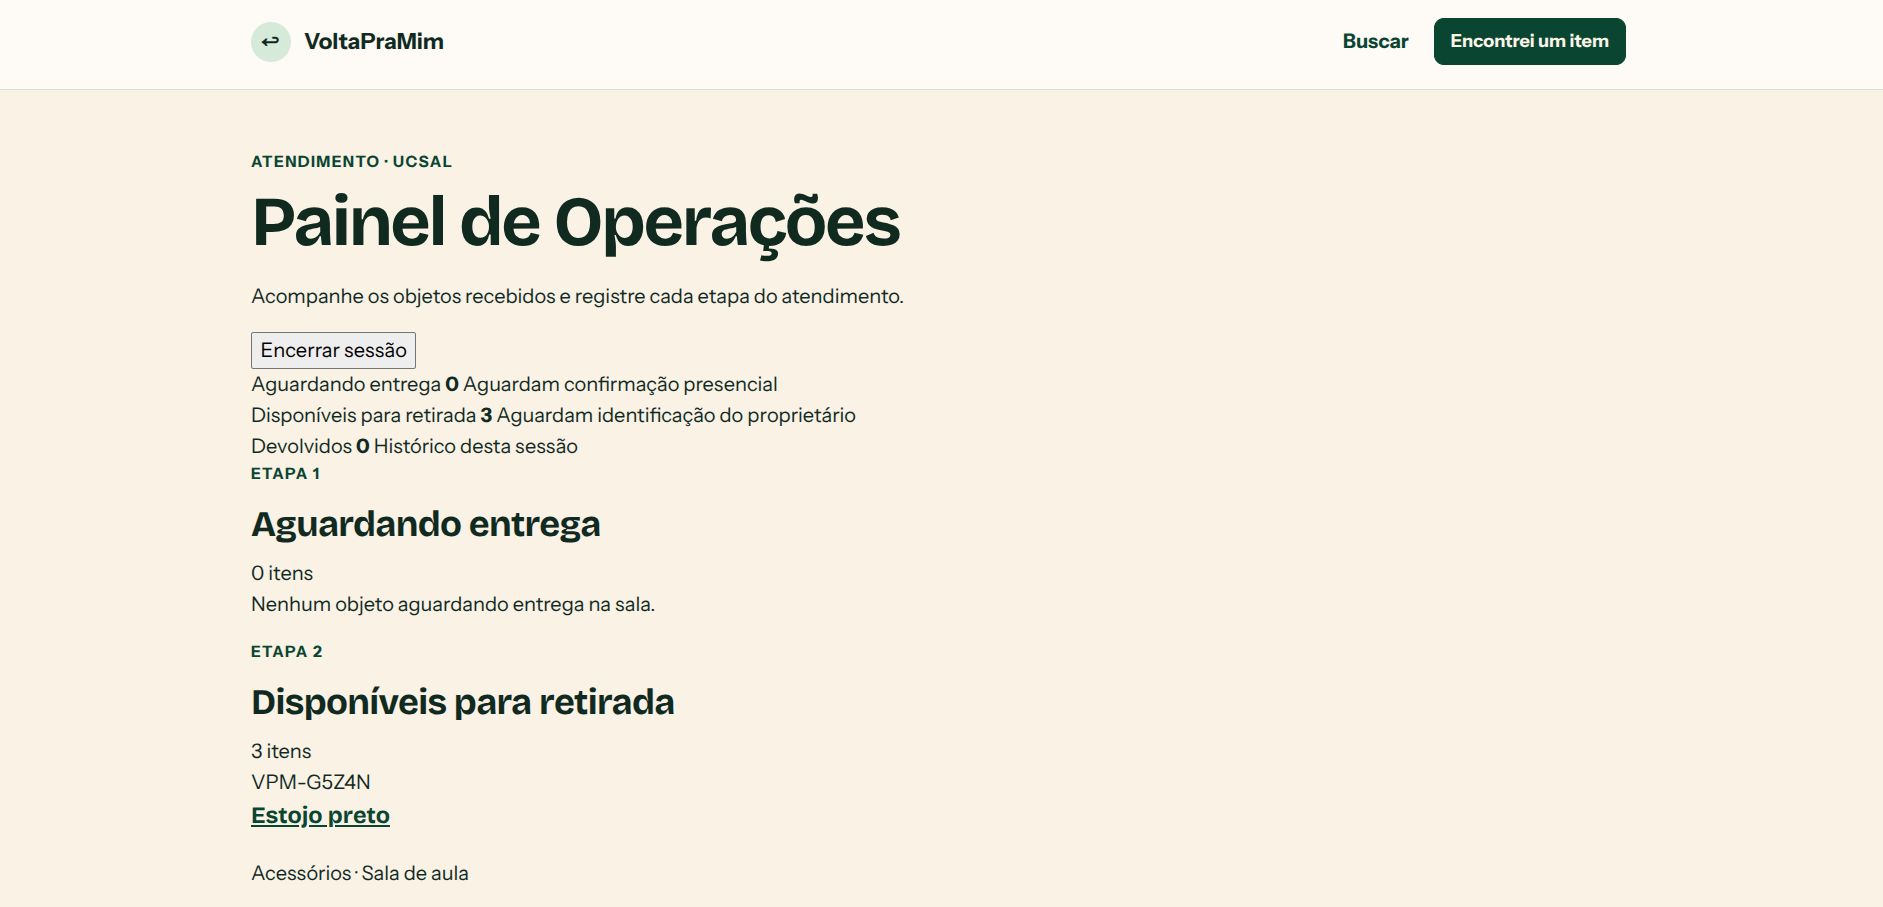 VoltaPraMim
Buscar
Encontrei um item
ATENDIMENTO · UCSAL
Painel de Operações
Acompanhe os objetos recebidos e registre cada etapa do atendimento.
Encerrar sessão
Aguardando entrega 0 Aguardam confirmação presencial
Disponíveis para retirada 3 Aguardam identificação do proprietário
Devolvidos 0 Histórico desta sessão
ETAPA 1
Aguardando entrega
0 itens
Nenhum objeto aguardando entrega na sala.
ETAPA 2
Disponíveis para retirada
3 itens
VPM-G5Z4N
Estojo preto
Acessórios · Sala de aula